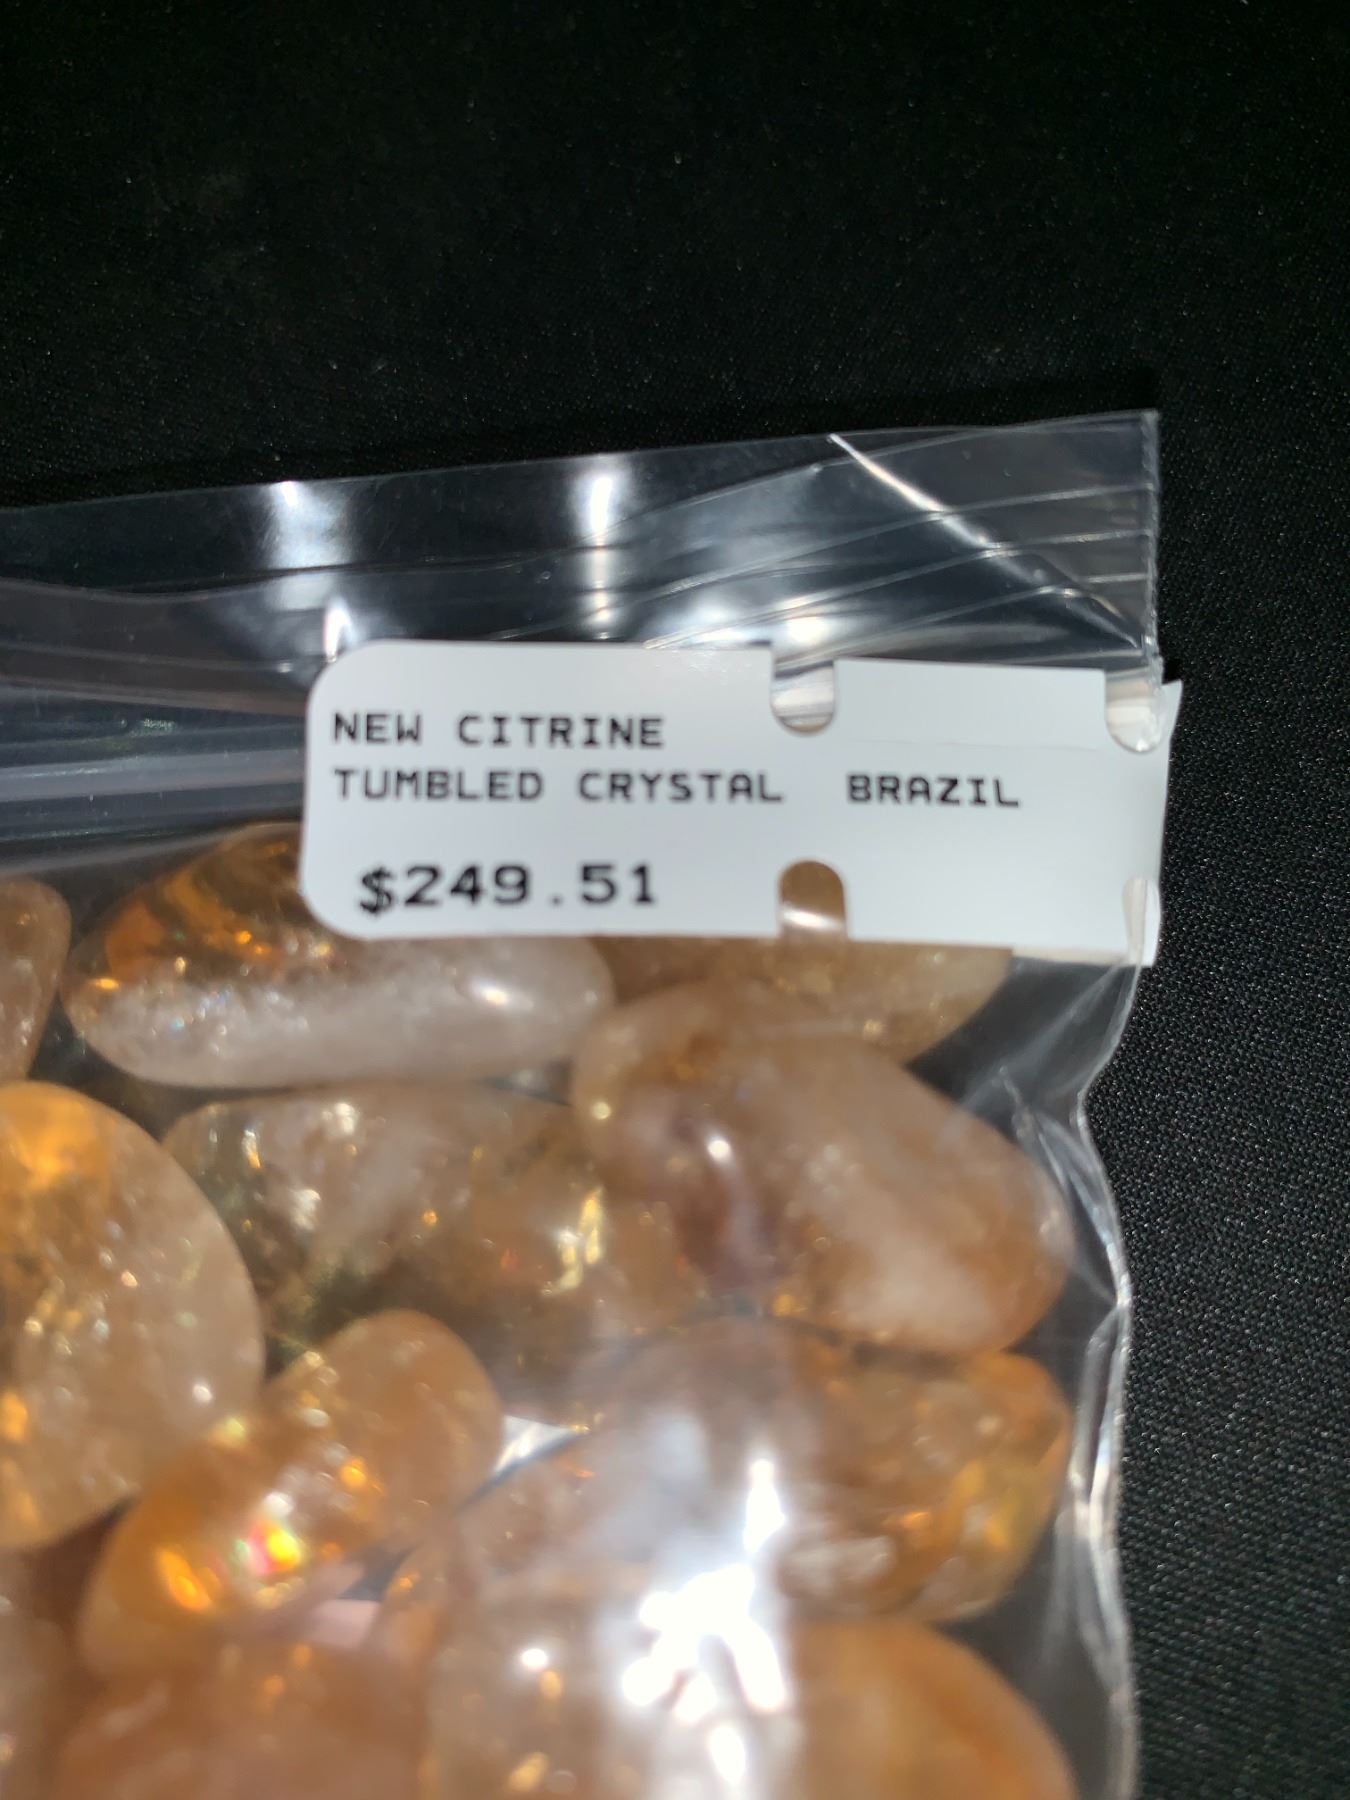 NEW CITRINE
TUMBLED CRYSTAL BRAZIL
$249.51